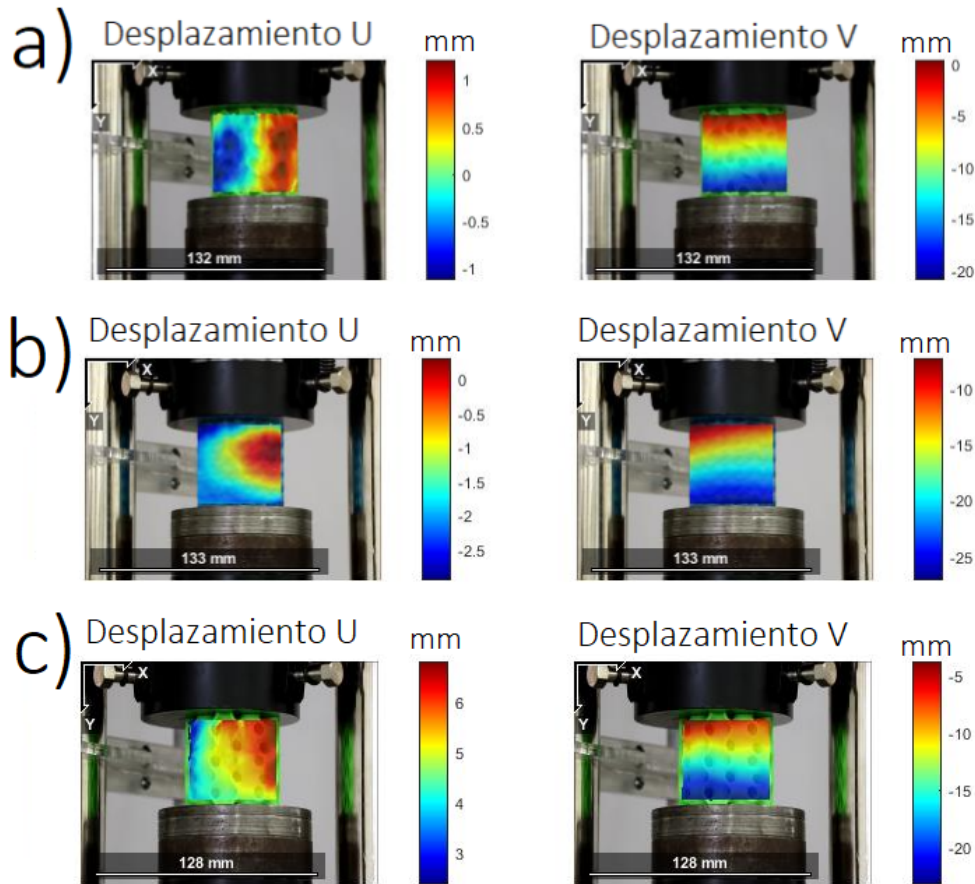 a)
Desplazamiento U
mm
X
Y
132 mm
1
0.5
0
-0.5
-1
Desplazamiento V
mm
X
Y
132 mm
0
-5
-10
-15
-20
b)
Desplazamiento U
mm
X
Y
133 mm
0
-0.5
-1
-1.5
-2
-2.5
Desplazamiento V
mm
X
Y
133 mm
-10
-15
-20
-25
c)
Desplazamiento U
mm
X
Y
128 mm
6
5
4
3
Desplazamiento V
mm
X
Y
128 mm
-5
-10
-15
-20